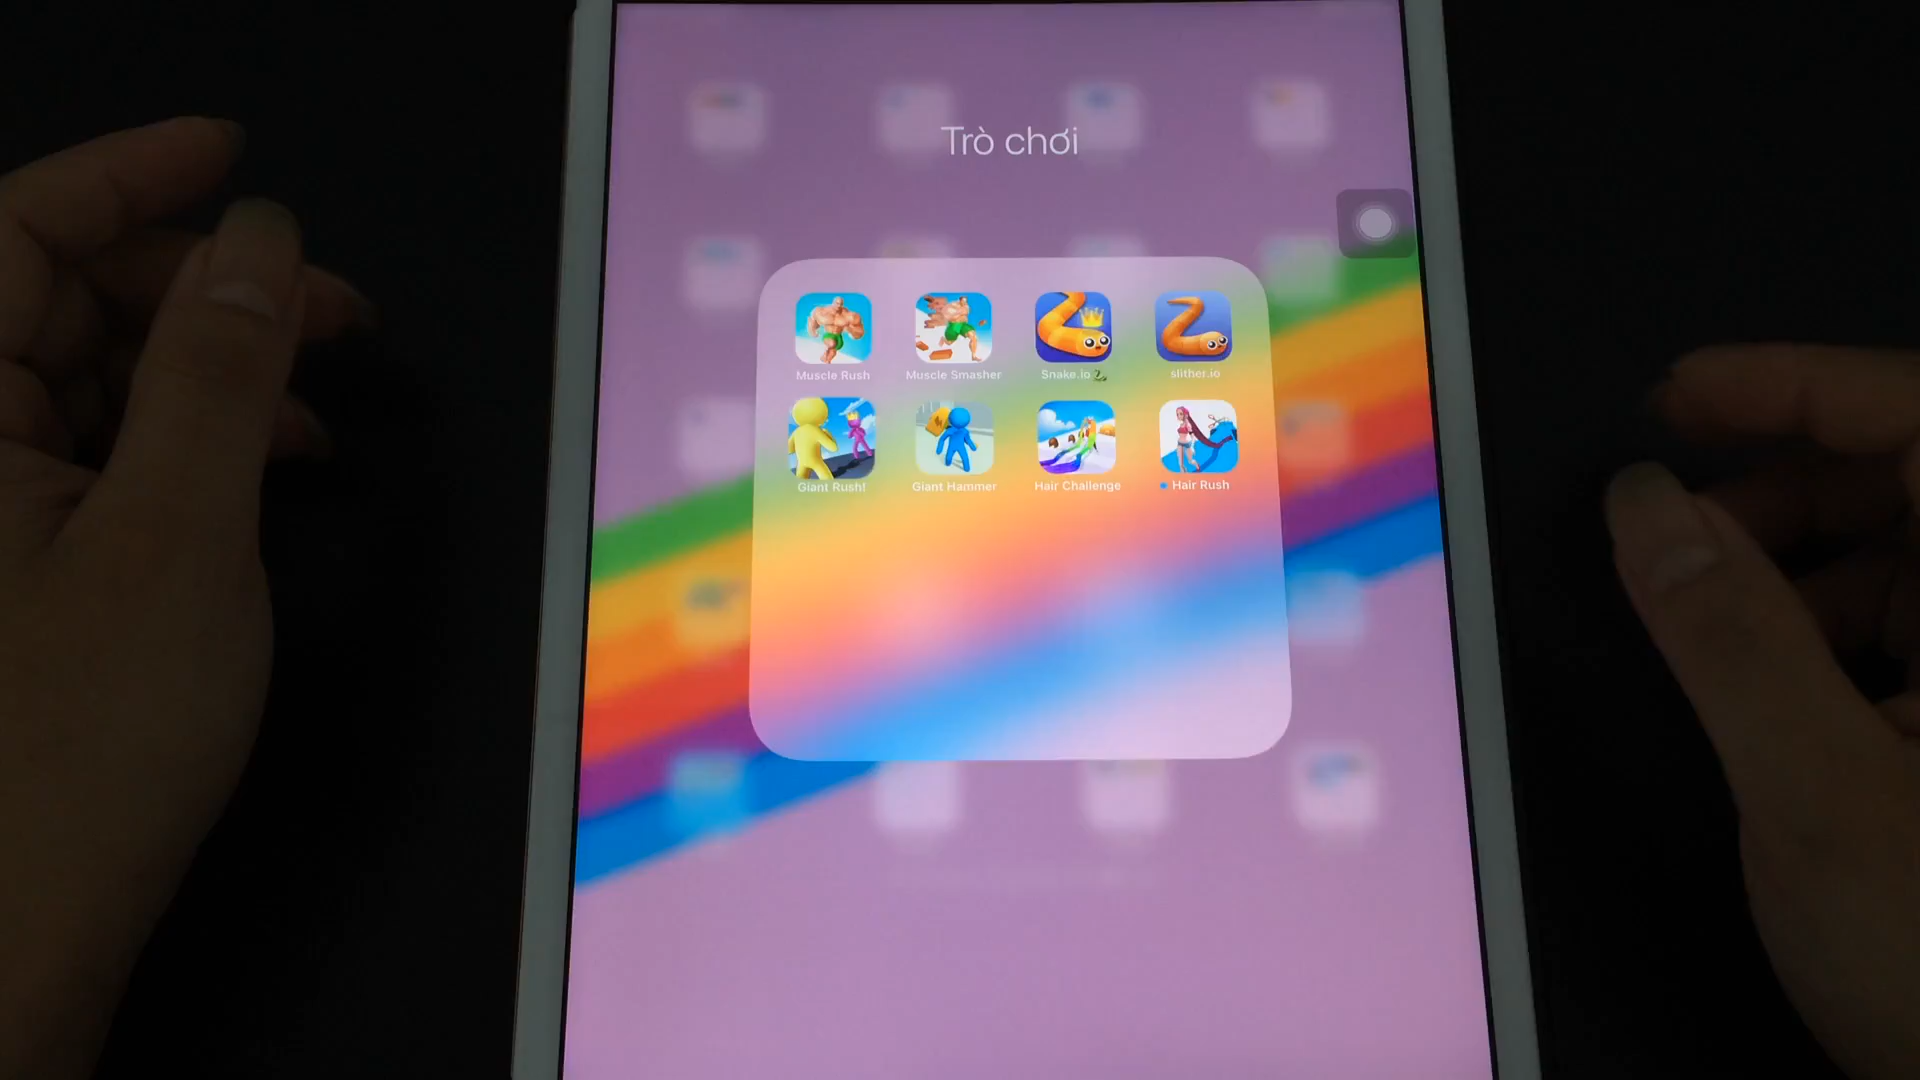 Trò chơi
Muscle Rush Muscle Smasher Snake.io slither.io
Giant Rush! Giant Hammer Hair Challenge Hair Rush